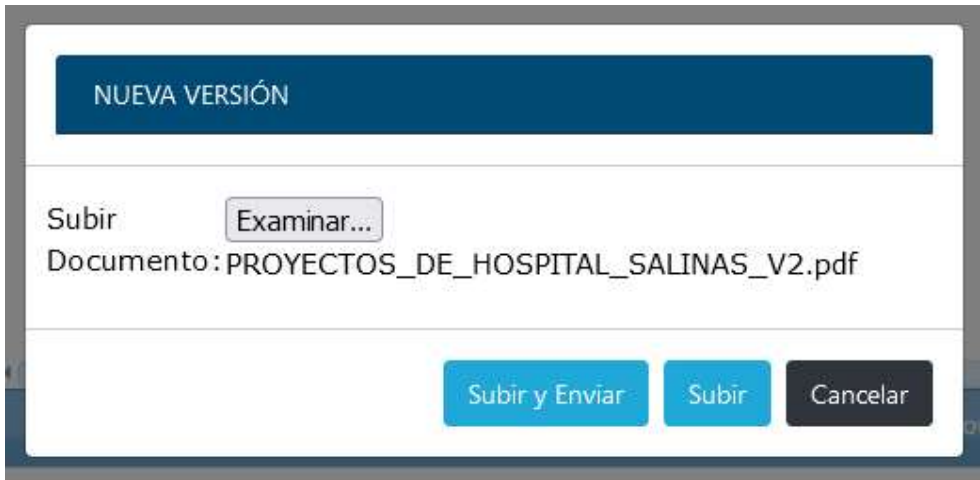 NUEVA VERSIÓN
Subir
Examinar...
Documento:
PROYECTOS_DE_HOSPITAL_SALINAS_V2.pdf
Subir y Enviar
Subir
Cancelar